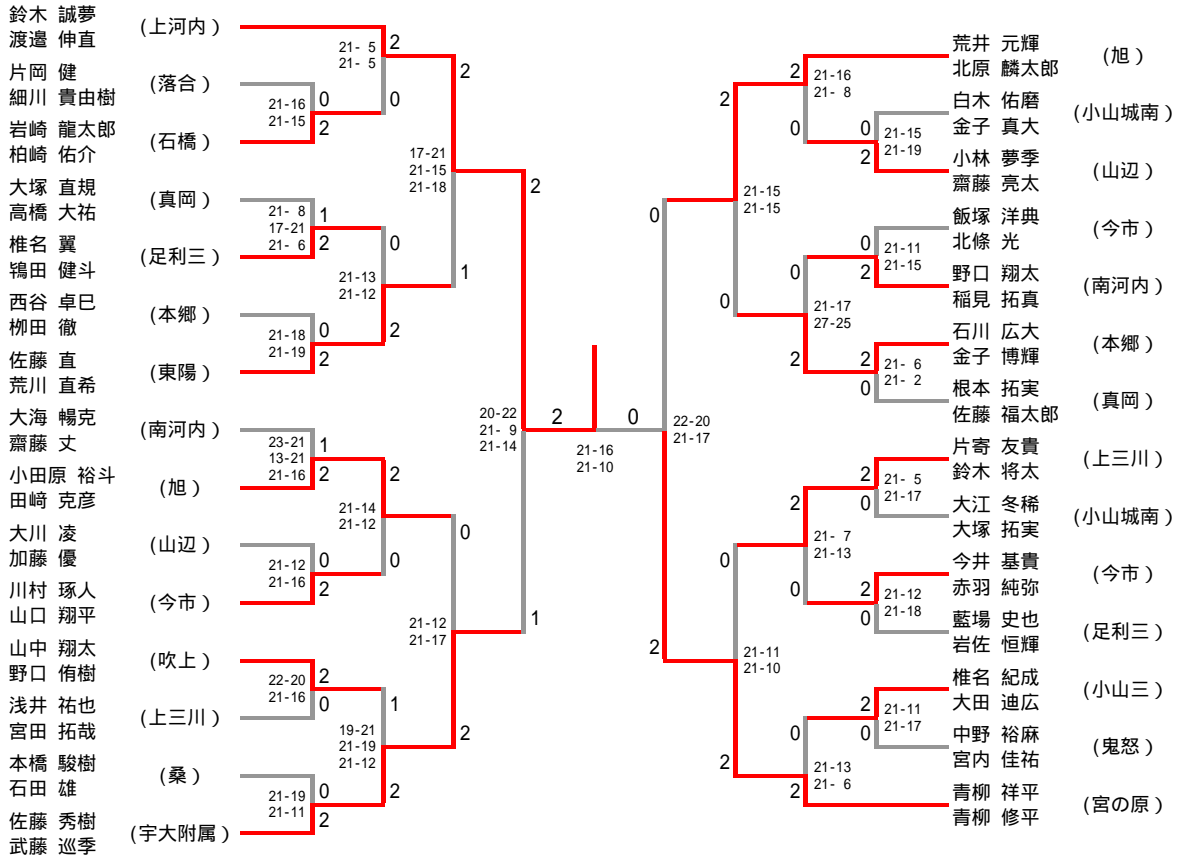 鈴木 誠夢
渡邉 伸直
(上河内)
片岡 健
細川 貴由樹
(落合)
岩崎 龍太郎
柏崎 佑介
(石橋)
大塚 直規
高橋 大祐
(真岡)
椎名 翼
鴇田 健斗
(足利三)
西谷 卓巳
栁田 徹
(本郷)
佐藤 直
荒川 直希
(東陽)
大海 暢克
齋藤 丈
(南河内)
小田原 裕斗
田﨑 克彦
(旭)
大川 凌
加藤 優
(山辺)
川村 琢人
山口 翔平
(今市)
山中 翔太
野口 侑樹
(吹上)
浅井 祐也
宮田 拓哉
(上三川)
本橋 駿樹
石田 雄
(桑)
佐藤 秀樹
武藤 巡季
(宇大附属)
21-16
21-15
0
2
21- 8
17-21
21- 6
1
2
21-18
21-19
0
2
23-21
13-21
21-16
1
2
21-12
21-16
0
2
22-20
21-16
2
0
21-19
21-11
0
2
21- 5
21- 5
2
0
21-13
21-12
0
2
21-14
21-12
2
0
19-21
21-19
21-12
1
2
17-21
21-15
21-18
2
1
21-12
21-17
0
2
20-22
21- 9
21-14
2
1
2
0
21-16
21-10
0
2
22-20
21-17
2
0
21-15
21-15
0
2
21-11
21-10
2
0
21-16
21- 8
0
2
21-17
27-25
2
0
21- 7
21-13
0
2
21-13
21- 6
0
2
21-15
21-19
0
2
21-11
21-15
2
0
21- 6
21- 2
2
0
21- 5
21-17
2
0
21-12
21-18
2
0
21-11
21-17
荒井 元輝
北原 麟太郎
(旭)
白木 佑磨
金子 真大
(小山城南)
小林 夢季
齋藤 亮太
(山辺)
飯塚 洋典
北條 光
(今市)
野口 翔太
稲見 拓真
(南河内)
石川 広大
金子 博輝
(本郷)
根本 拓実
佐藤 福太郎
(真岡)
片寄 友貴
鈴木 将太
(上三川)
大江 冬稀
大塚 拓実
(小山城南)
今井 基貴
赤羽 純弥
(今市)
藍場 史也
岩佐 恒輝
(足利三)
椎名 紀成
大田 迪広
(小山三)
中野 裕麻
宮内 佳祐
(鬼怒)
青柳 祥平
青柳 修平
(宮の原)